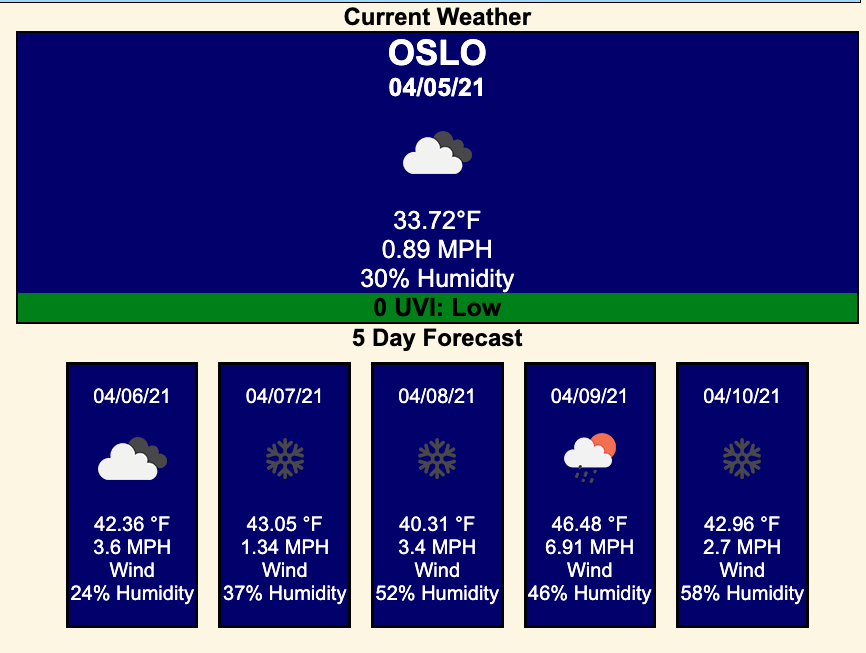 Current Weather
OSLO
04/05/21
33.72°F
0.89 MPH
30% Humidity
0 UVI: Low
5 Day Forecast
04/06/21
42.36 °F
3.6 MPH
Wind
24% Humidity
04/07/21
43.05 °F
1.34 MPH
Wind
37% Humidity
04/08/21
40.31 °F
3.4 MPH
Wind
52% Humidity
04/09/21
46.48 °F
6.91 MPH
Wind
46% Humidity
04/10/21
42.96 °F
2.7 MPH
Wind
58% Humidity